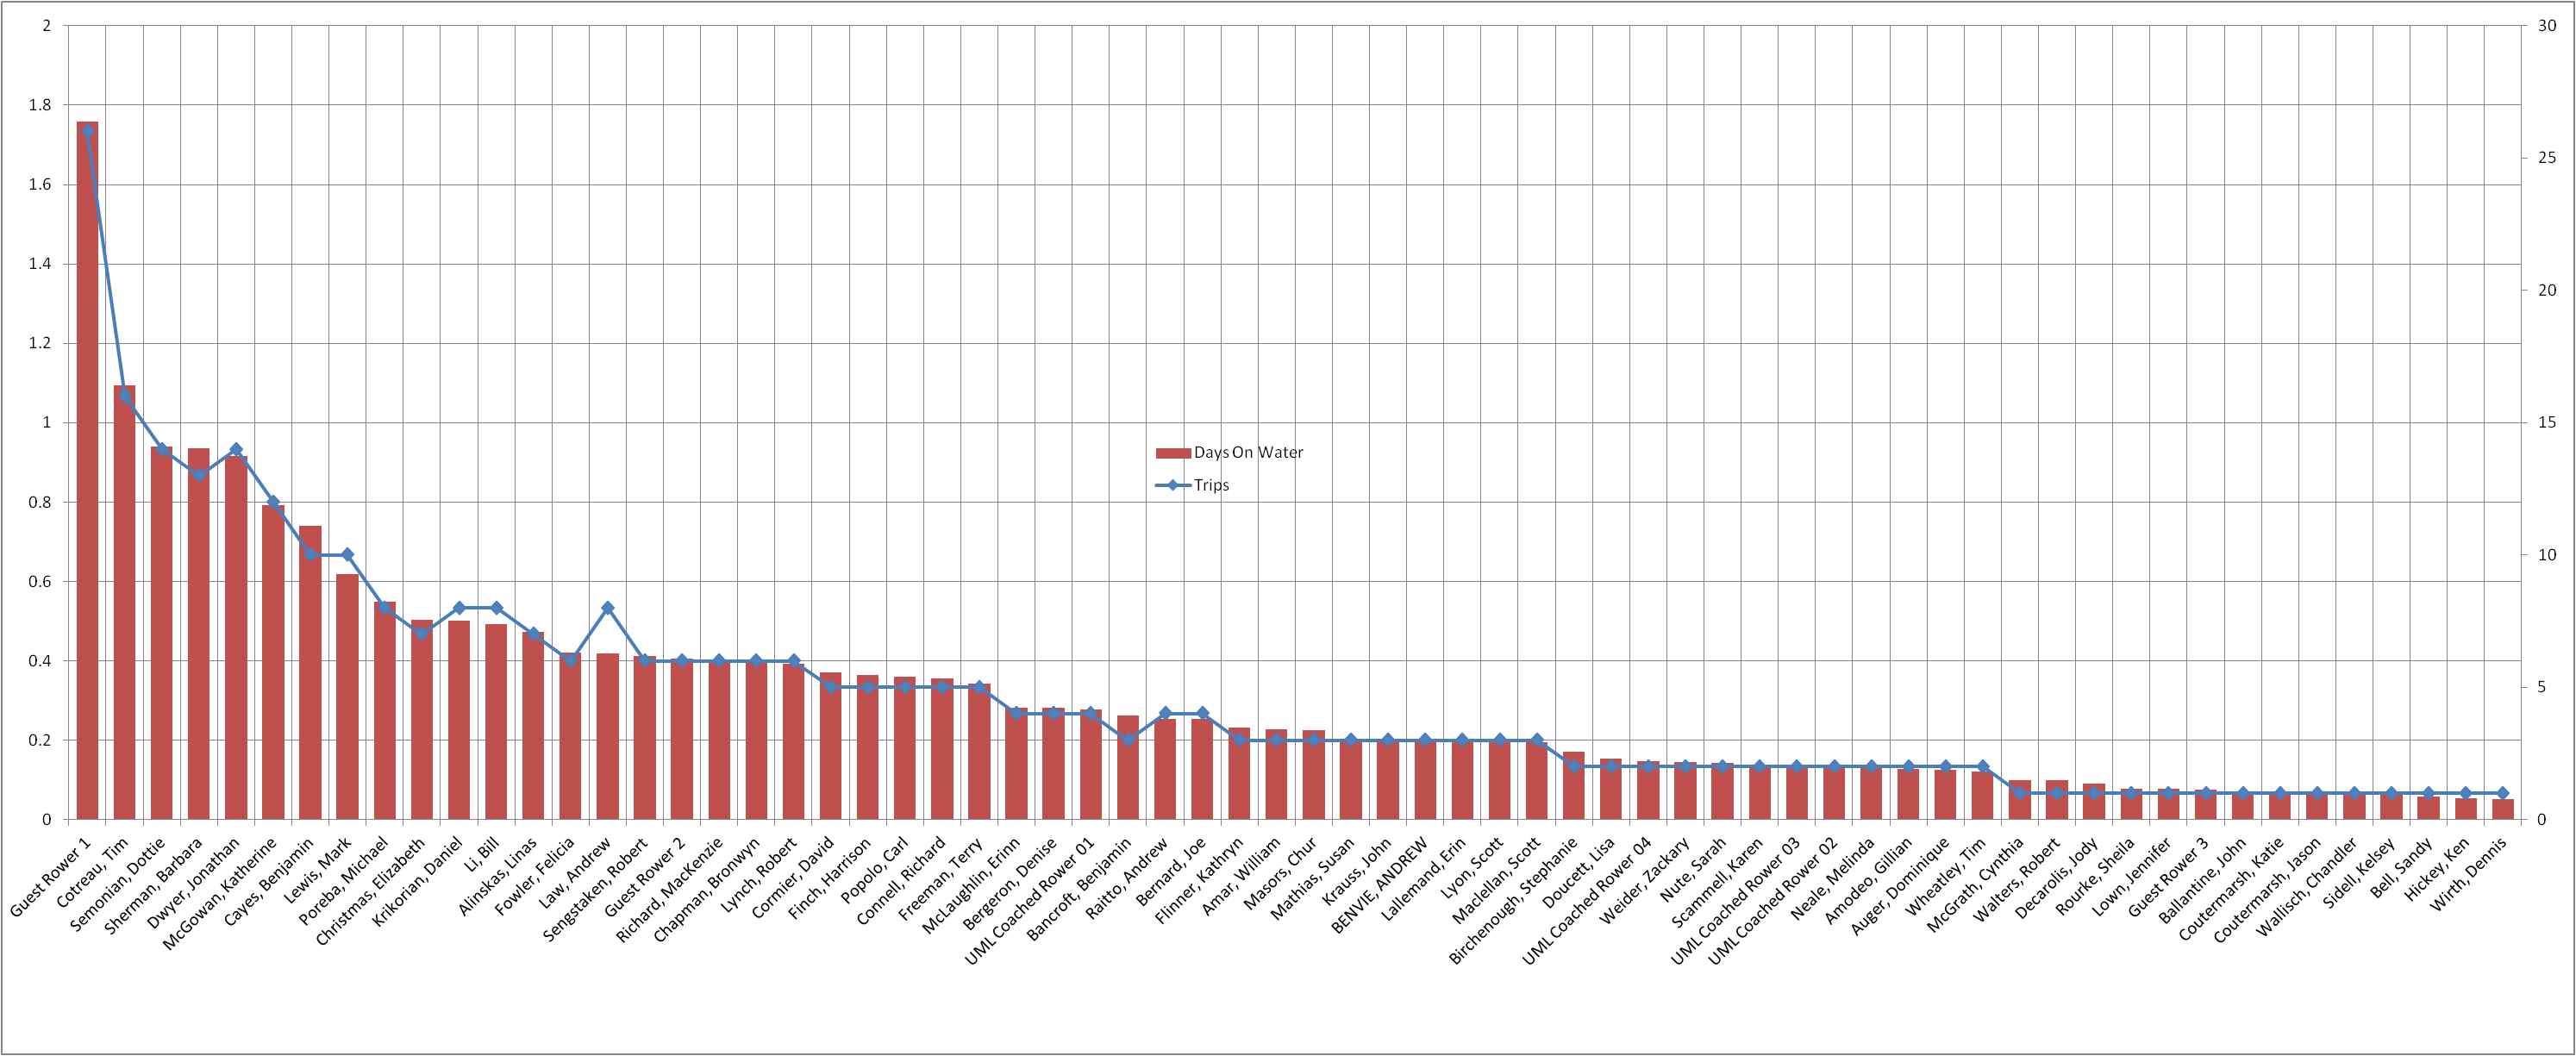 2
1.8
1.6
1.4
1.2
1
0.8
0.6
0.4
0.2
0
30
25
20
15
10
5
0
Days On Water
Trips
Guest Rower 1
Cotreau, Tim
Semonian, Dottie
Sherman, Barbara
Dwyer, Jonathan
McGowan, Katherine
Cayes, Benjamin
Lewis, Mark
Poreba, Michael
Christmas, Elizabeth
Krikorian, Daniel
Li, Bill
Alinskas, Linas
Fowler, Felicia
Law, Andrew
Sengstaken, Robert
Guest Rower 2
Richard, MacKenzie
Chapman, Bronwyn
Lynch, Robert
Cormier, David
Finch, Harrison
Popolo, Carl
Connell, Richard
Freeman, Terry
McLaughlin, Erinn
Bergeron, Denise
UML Coached Rower 01
Bancroft, Benjamin
Raitto, Andrew
Bernard, Joe
Flinner, Kathryn
Amar, William
Masors, Chur
Mathias, Susan
Krauss, John
BENVIE, ANDREW
Lallemand, Erin
Lyon, Scott
Maclellan, Scott
Birchenough, Stephanie
Doucett, Lisa
UML Coached Rower 04
Weider, Zackary
Nute, Sarah
Scammell, Karen
UML Coached Rower 03
UML Coached Rower 02
Neale, Melinda
Amodeo, Gillian
Auger, Dominique
Wheatley, Tim
McGrath, Cynthia
Walters, Robert
Decarolis, Jody
Rourke, Sheila
Lown, Jennifer
Guest Rower 3
Ballantine, John
Coutermarsh, Katie
Coutermarsh, Jason
Wallisch, Chandler
Sidell, Kelsey
Bell, Sandy
Hickey, Ken
Wirth, Dennis